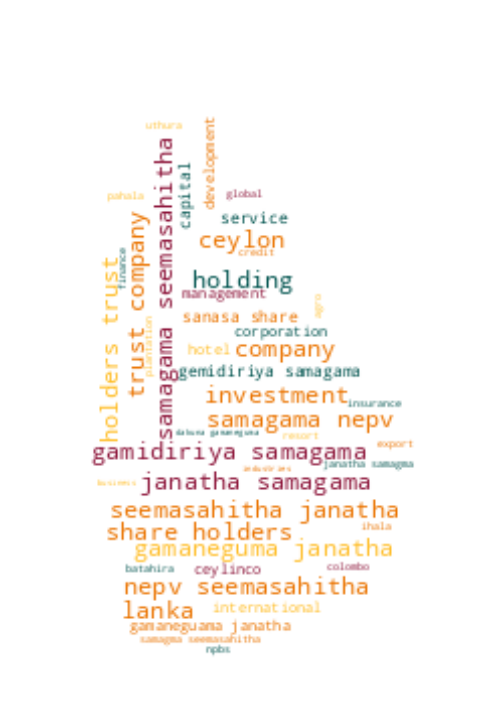 uthura
development
samagama seemasahitha
capital
pahala
global
trust company
service
ceylon
finance
credit
holders trust
holding
management
agro
sanasa share
plantation
corporation
hotel
company
gemidiriya samagama
investment
insurance
samagama nepv
dakuna gamaneguma
resort
export
gamidiriya samagama
janatha samagma
industries
business
janatha samagama
seemasahitha janatha
share holders
ihala
gamaneguma janatha
batahira
ceylinco
colombo
nepv seemasahitha
lanka
international
gamaneguama janatha
samagma seemasahitha
npbs